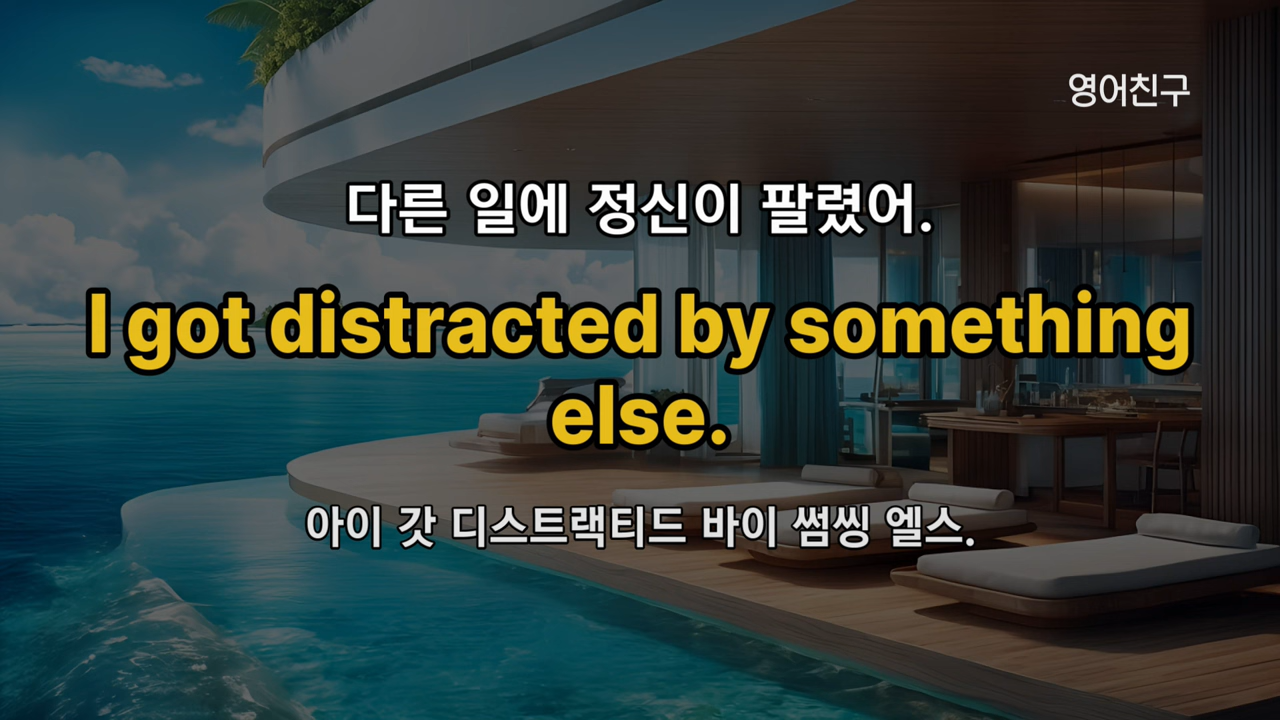 영어친구
다른 일에 정신이 팔렸어.
I got distracted by something
else.
아이 갓 디스트랙티드 바이 썸씽 엘스.